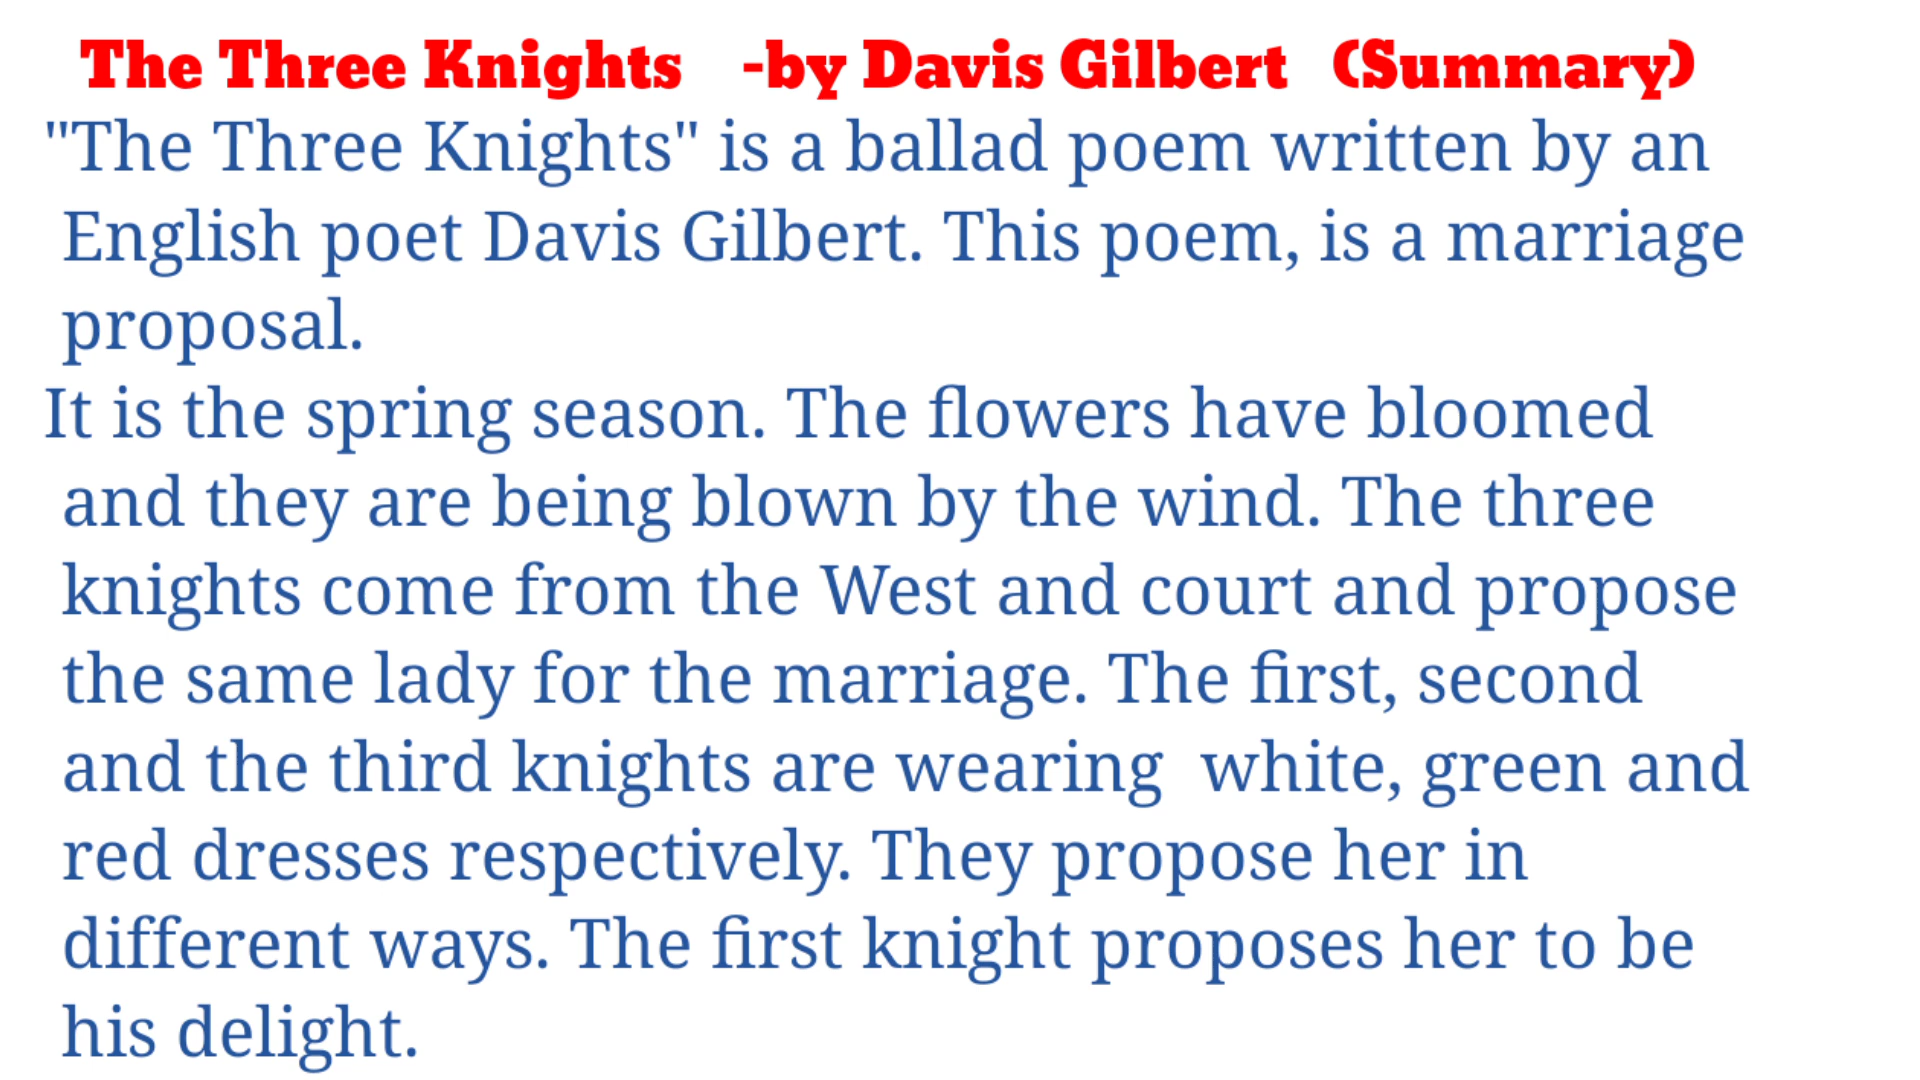 The Three Knights -by Davis Gilbert (Summary)
"The Three Knights" is a ballad poem written by an
English poet Davis Gilbert. This poem, is a marriage
proposal.
It is the spring season. The flowers have bloomed
and they are being blown by the wind. The three
knights come from the West and court and propose
the same lady for the marriage. The first, second
and the third knights are wearing  white, green and
red dresses respectively. They propose her in
different ways. The first knight proposes her to be
his delight.